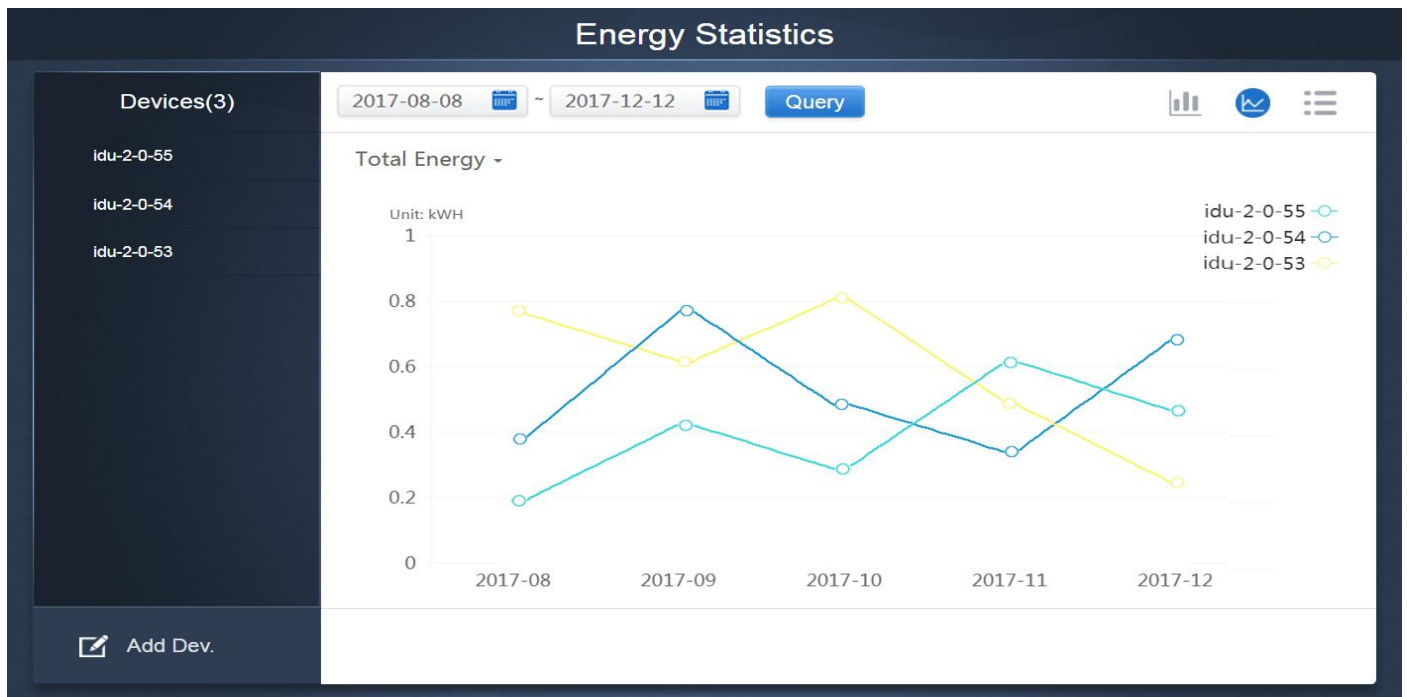 Energy Statistics
Devices(3)
idu-2-0-55
idu-2-0-54
idu-2-0-53
Add Dev.
2017-08-08 ~ 2017-12-12 Query
Total Energy
Unit: kWH
idu-2-0-55
idu-2-0-54
idu-2-0-53
1
0.8
0.6
0.4
0.2
0
2017-08 2017-09 2017-10 2017-11 2017-12